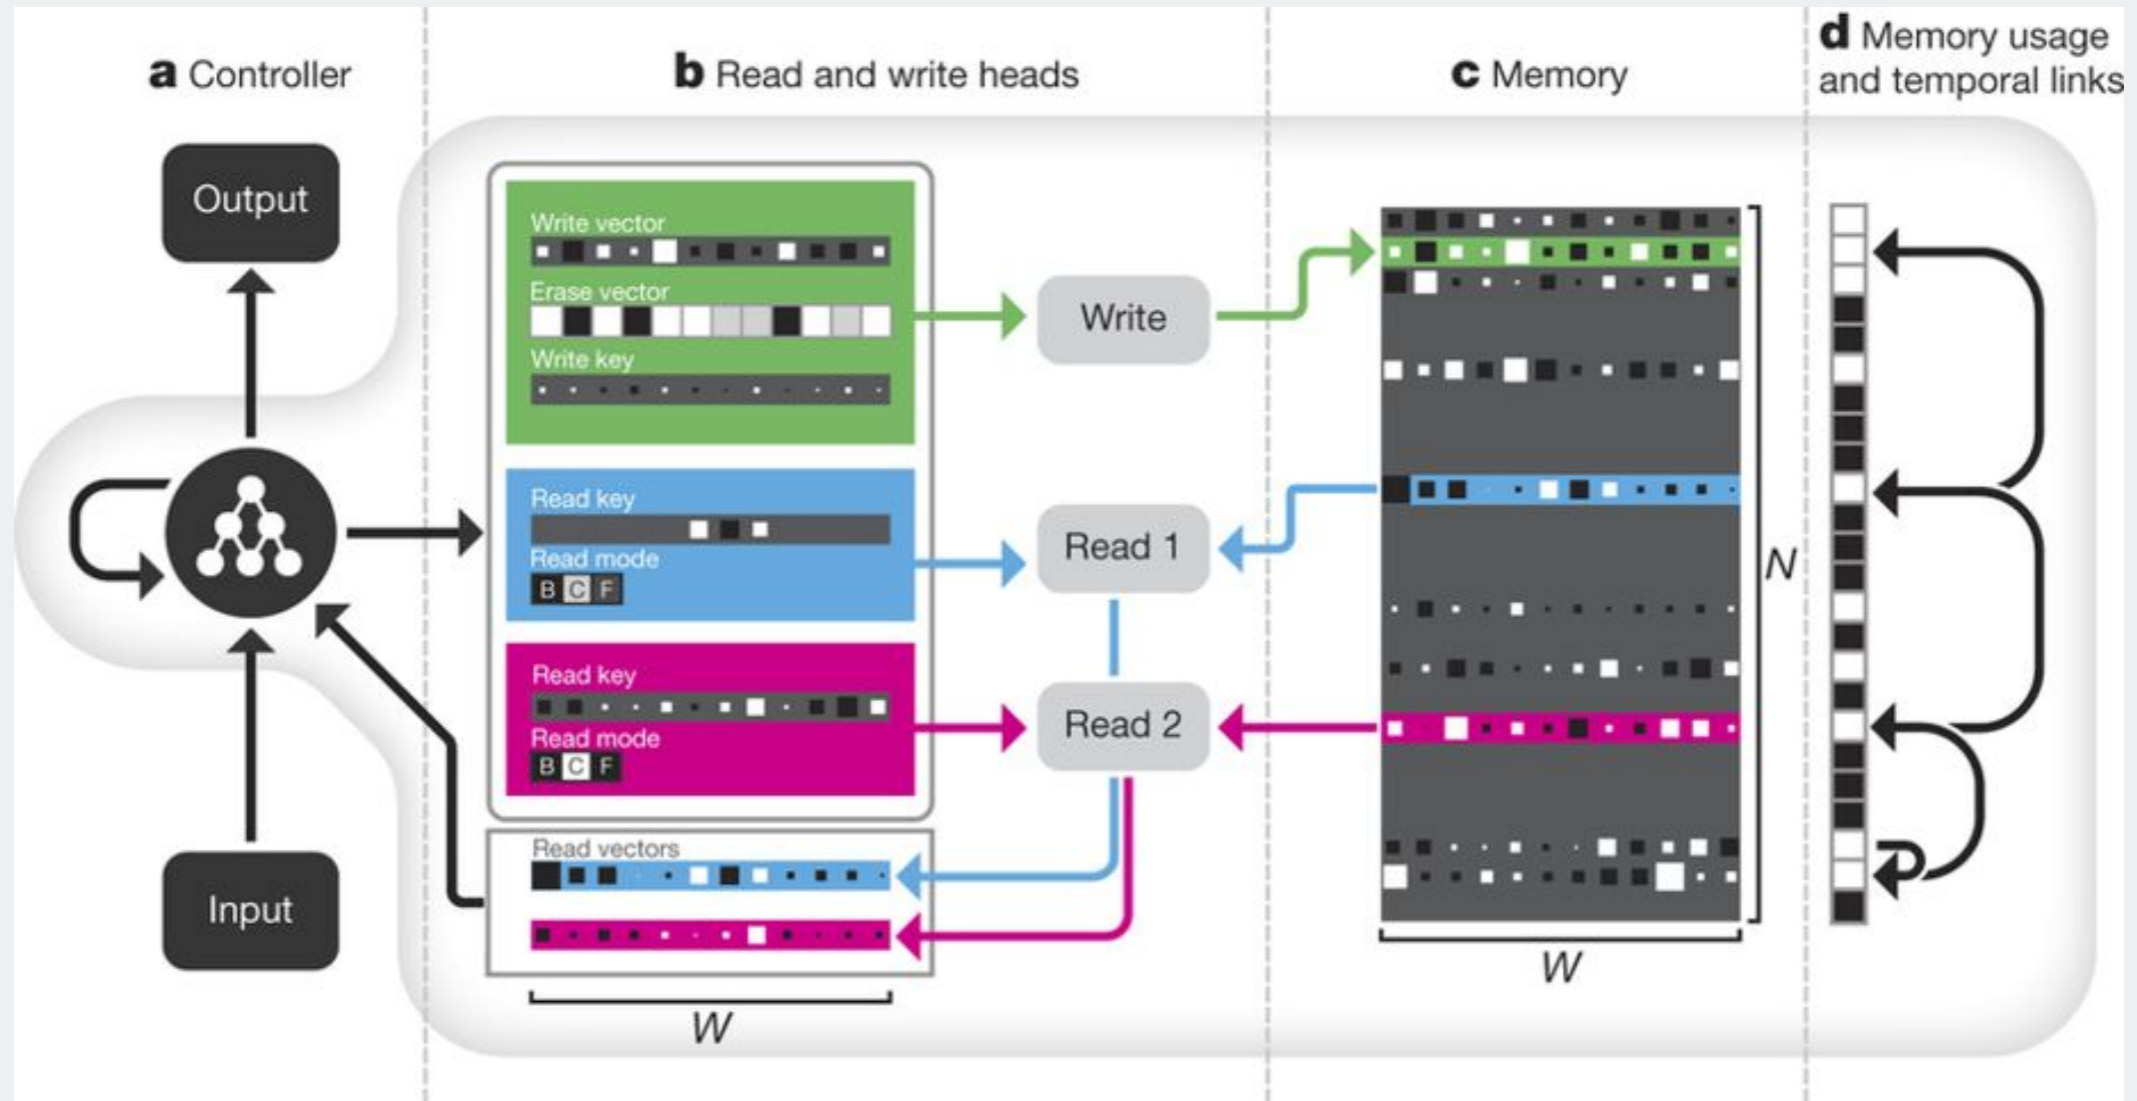 a Controller
b Read and write heads
c Memory
d Memory usage
and temporal links
Output
Input
Write vector
Erase vector
Write key
Read key
Read mode
B C F
Read key
Read mode
B C F
Read vectors
W
Write
Read 1
Read 2
N
W